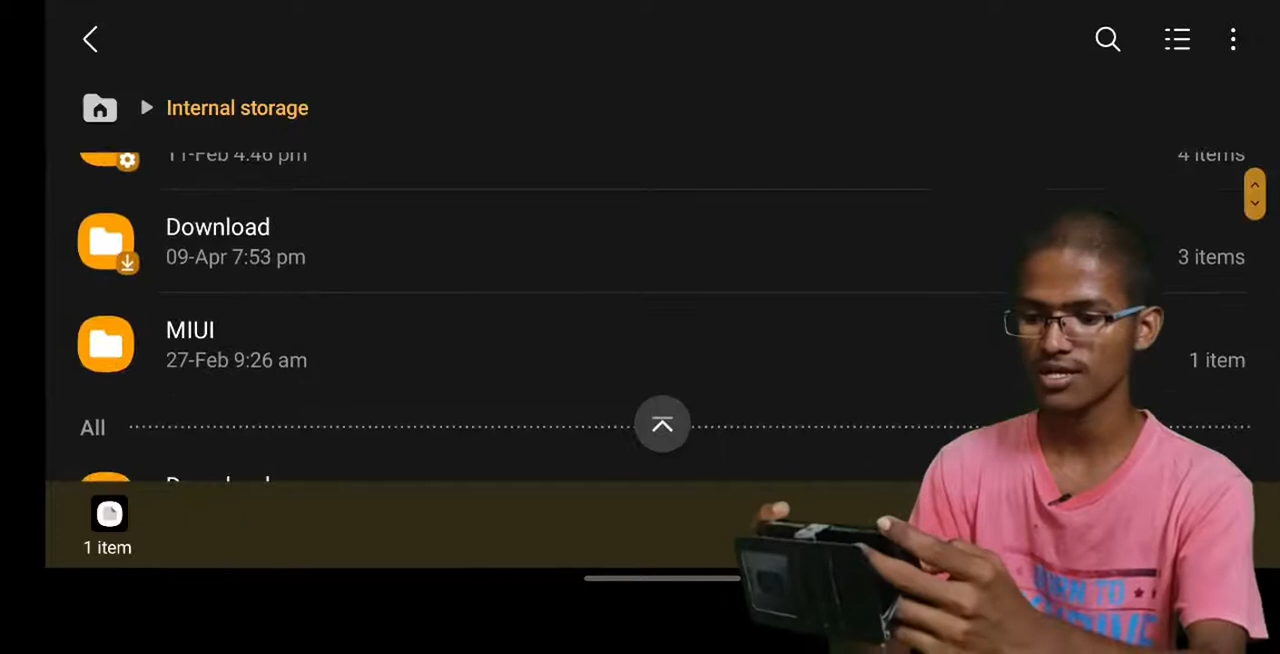 Internal storage
11-Feb 4:46 pm
4 items
Download
09-Apr 7:53 pm
3 items
MIUI
27-Feb 9:26 am
1 item
All
Download
1 item